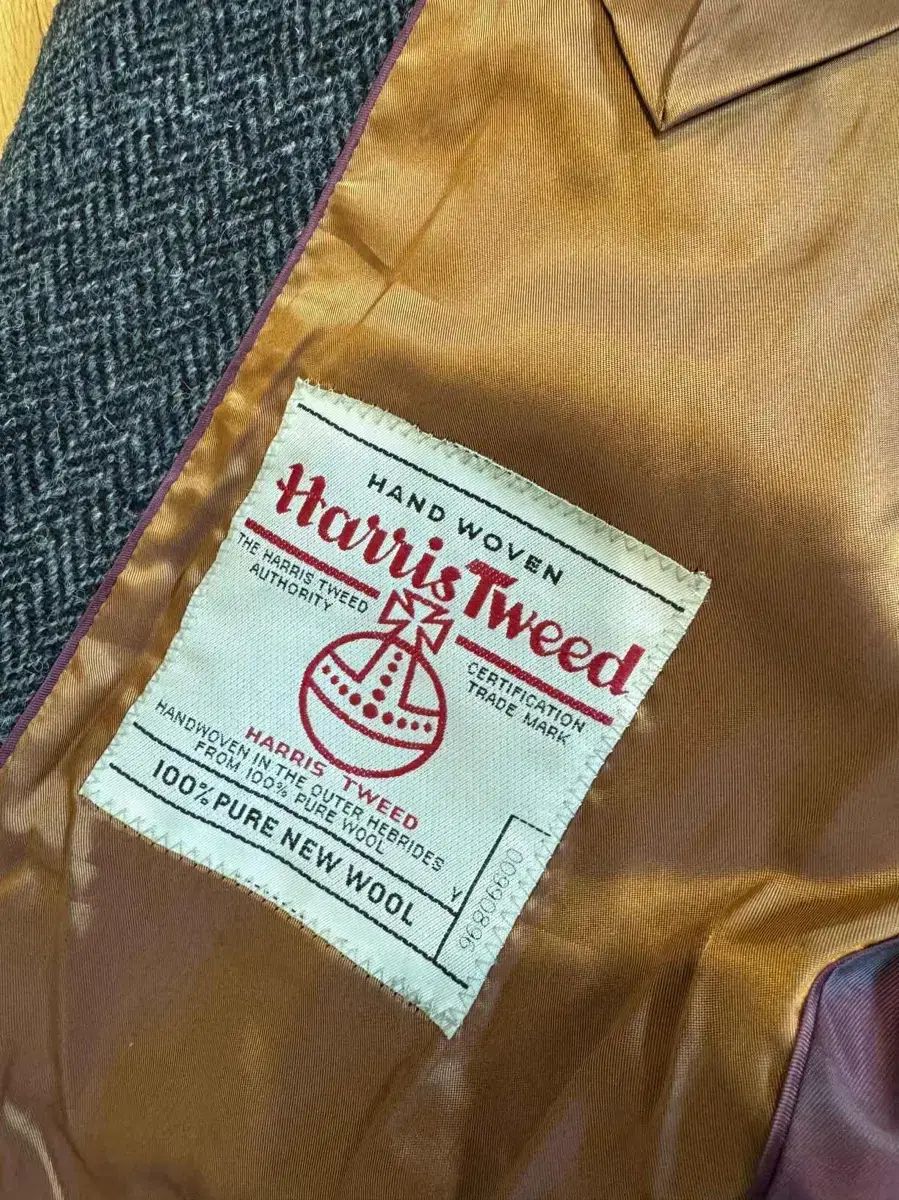 HAND WOVEN
Harris Tweed
THE HARRIS TWEED
AUTHORITY
CERTIFICATION
TRADE MARK
HARRIS TWEED
HANDWOVEN IN THE OUTER HEBRIDES
FROM 100% PURE WOOL
100% PURE NEW WOOL
Y
00990896